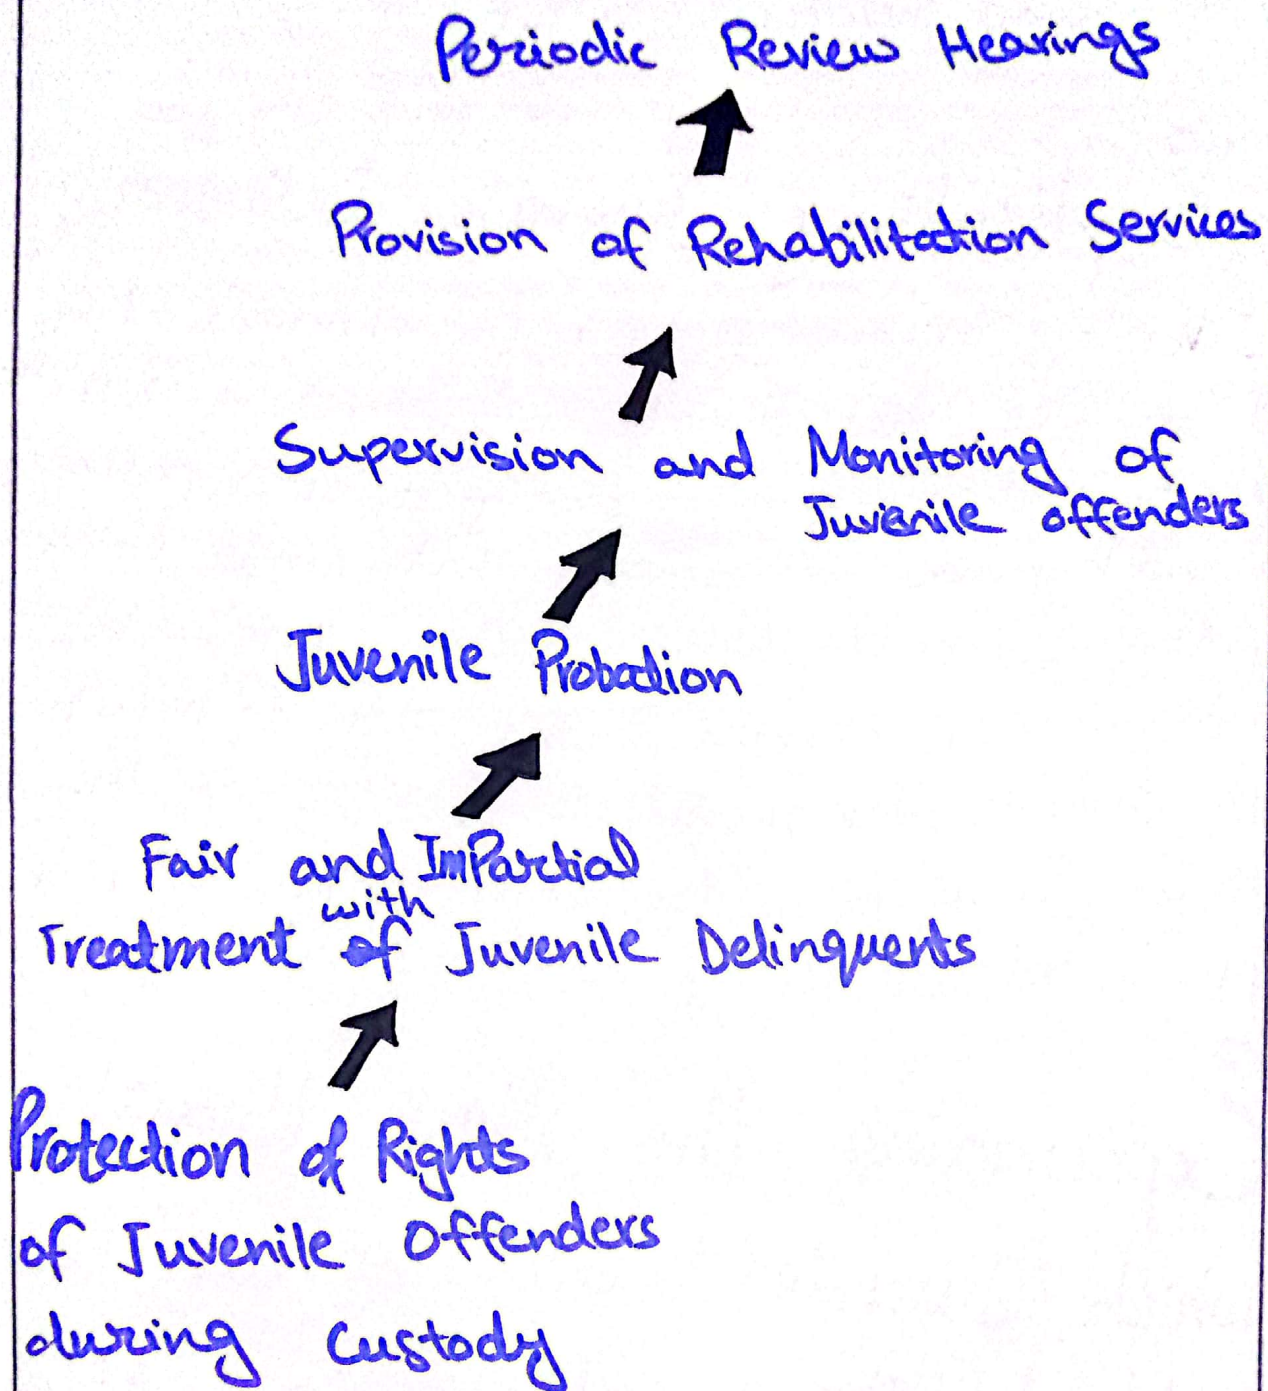 Periodic Review Hearings
Provision of Rehabilitation Services
Supervision and Monitoring of
Juvenile offenders
Juvenile Probation
Fair and ImPartial
with
Treatment of Juvenile Delinquents
Protection of Rights
of Juvenile Offenders
during Custody